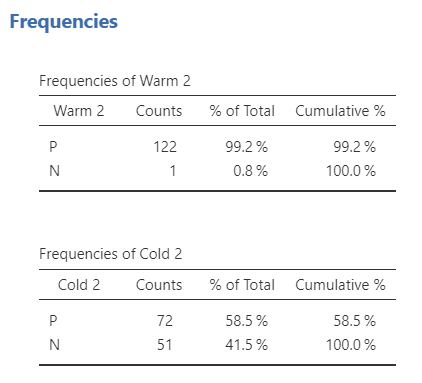 Frequencies
Frequencies of Warm 2
Warm 2 Counts % of Total Cumulative %
P 122 99.2 % 99.2 %
N 1 0.8 % 100.0 %
Frequencies of Cold 2
Cold 2 Counts % of Total Cumulative %
P 72 58.5 % 58.5 %
N 51 41.5 % 100.0 %